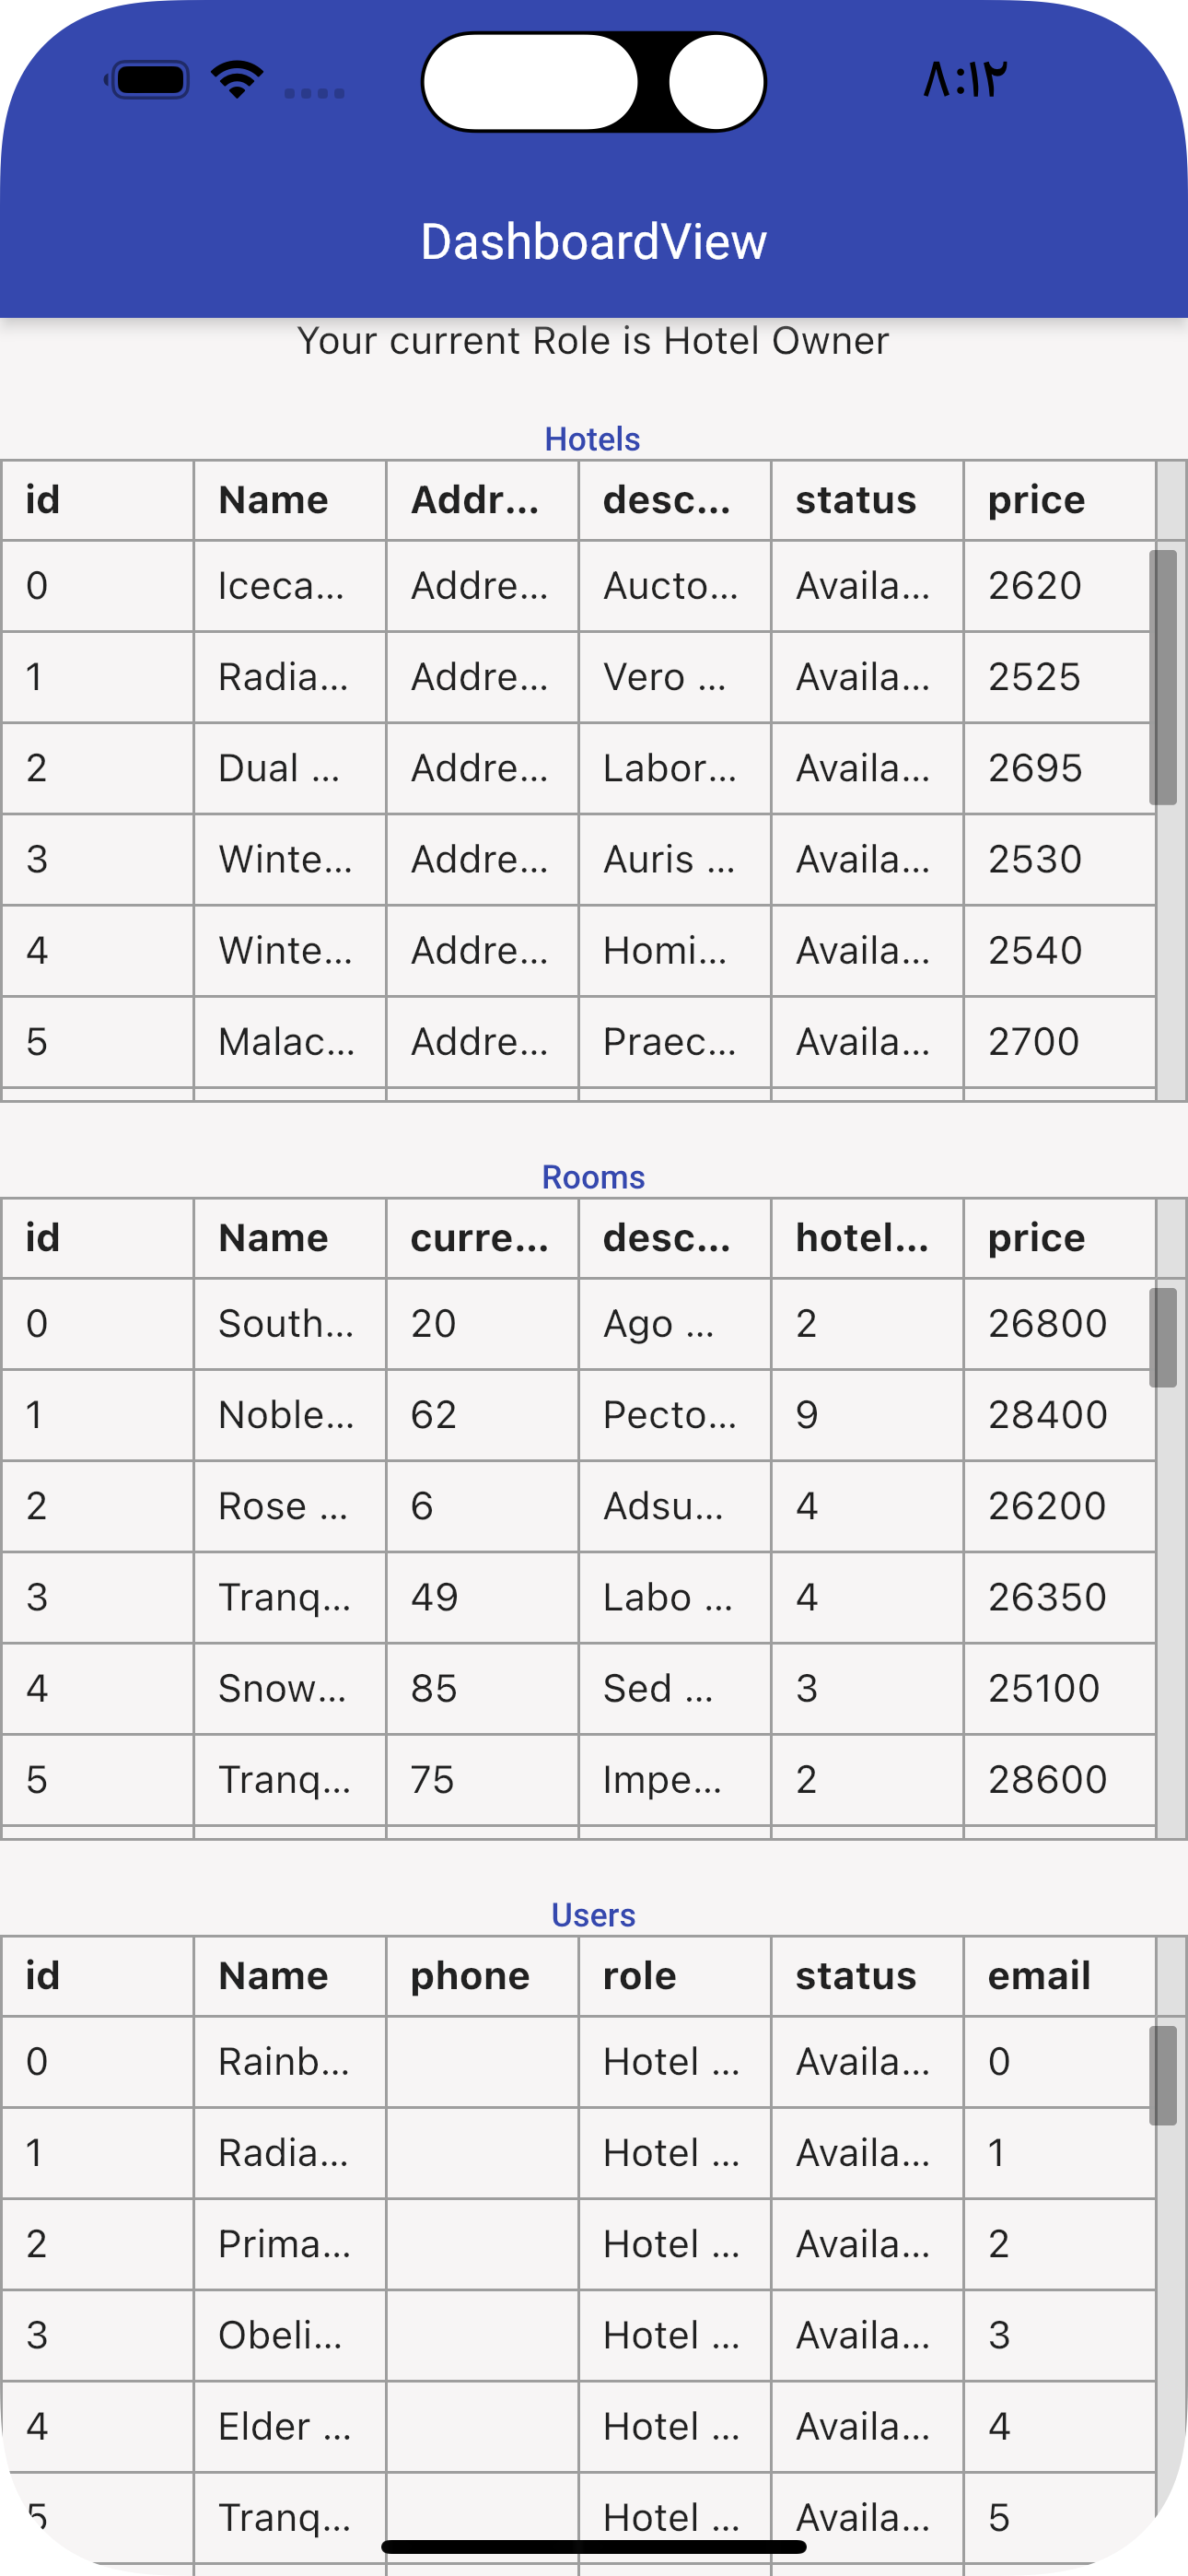 ٨:١٢
DashboardView
Your current Role is Hotel Owner
Hotels
id Name Addr... desc... status price
0 Iceca... Addre... Aucto... Availa... 2620
1 Radia... Addre... Vero ... Availa... 2525
2 Dual ... Addre... Labor... Availa... 2695
3 Winte... Addre... Auris ... Availa... 2530
4 Winte... Addre... Homi... Availa... 2540
5 Malac... Addre... Praec... Availa... 2700
Rooms
id Name curre... desc... hotel... price
0 South... 20 Ago ... 2 26800
1 Noble... 62 Pecto... 9 28400
2 Rose ... 6 Adsu... 4 26200
3 Tranq... 49 Labo ... 4 26350
4 Snow... 85 Sed ... 3 25100
5 Tranq... 75 Impe... 2 28600
Users
id Name phone role status email
0 Rainb... Hotel ... Availa... 0
1 Radia... Hotel ... Availa... 1
2 Prima... Hotel ... Availa... 2
3 Obeli... Hotel ... Availa... 3
4 Elder ... Hotel ... Availa... 4
5 Tranq... Hotel ... Availa... 5